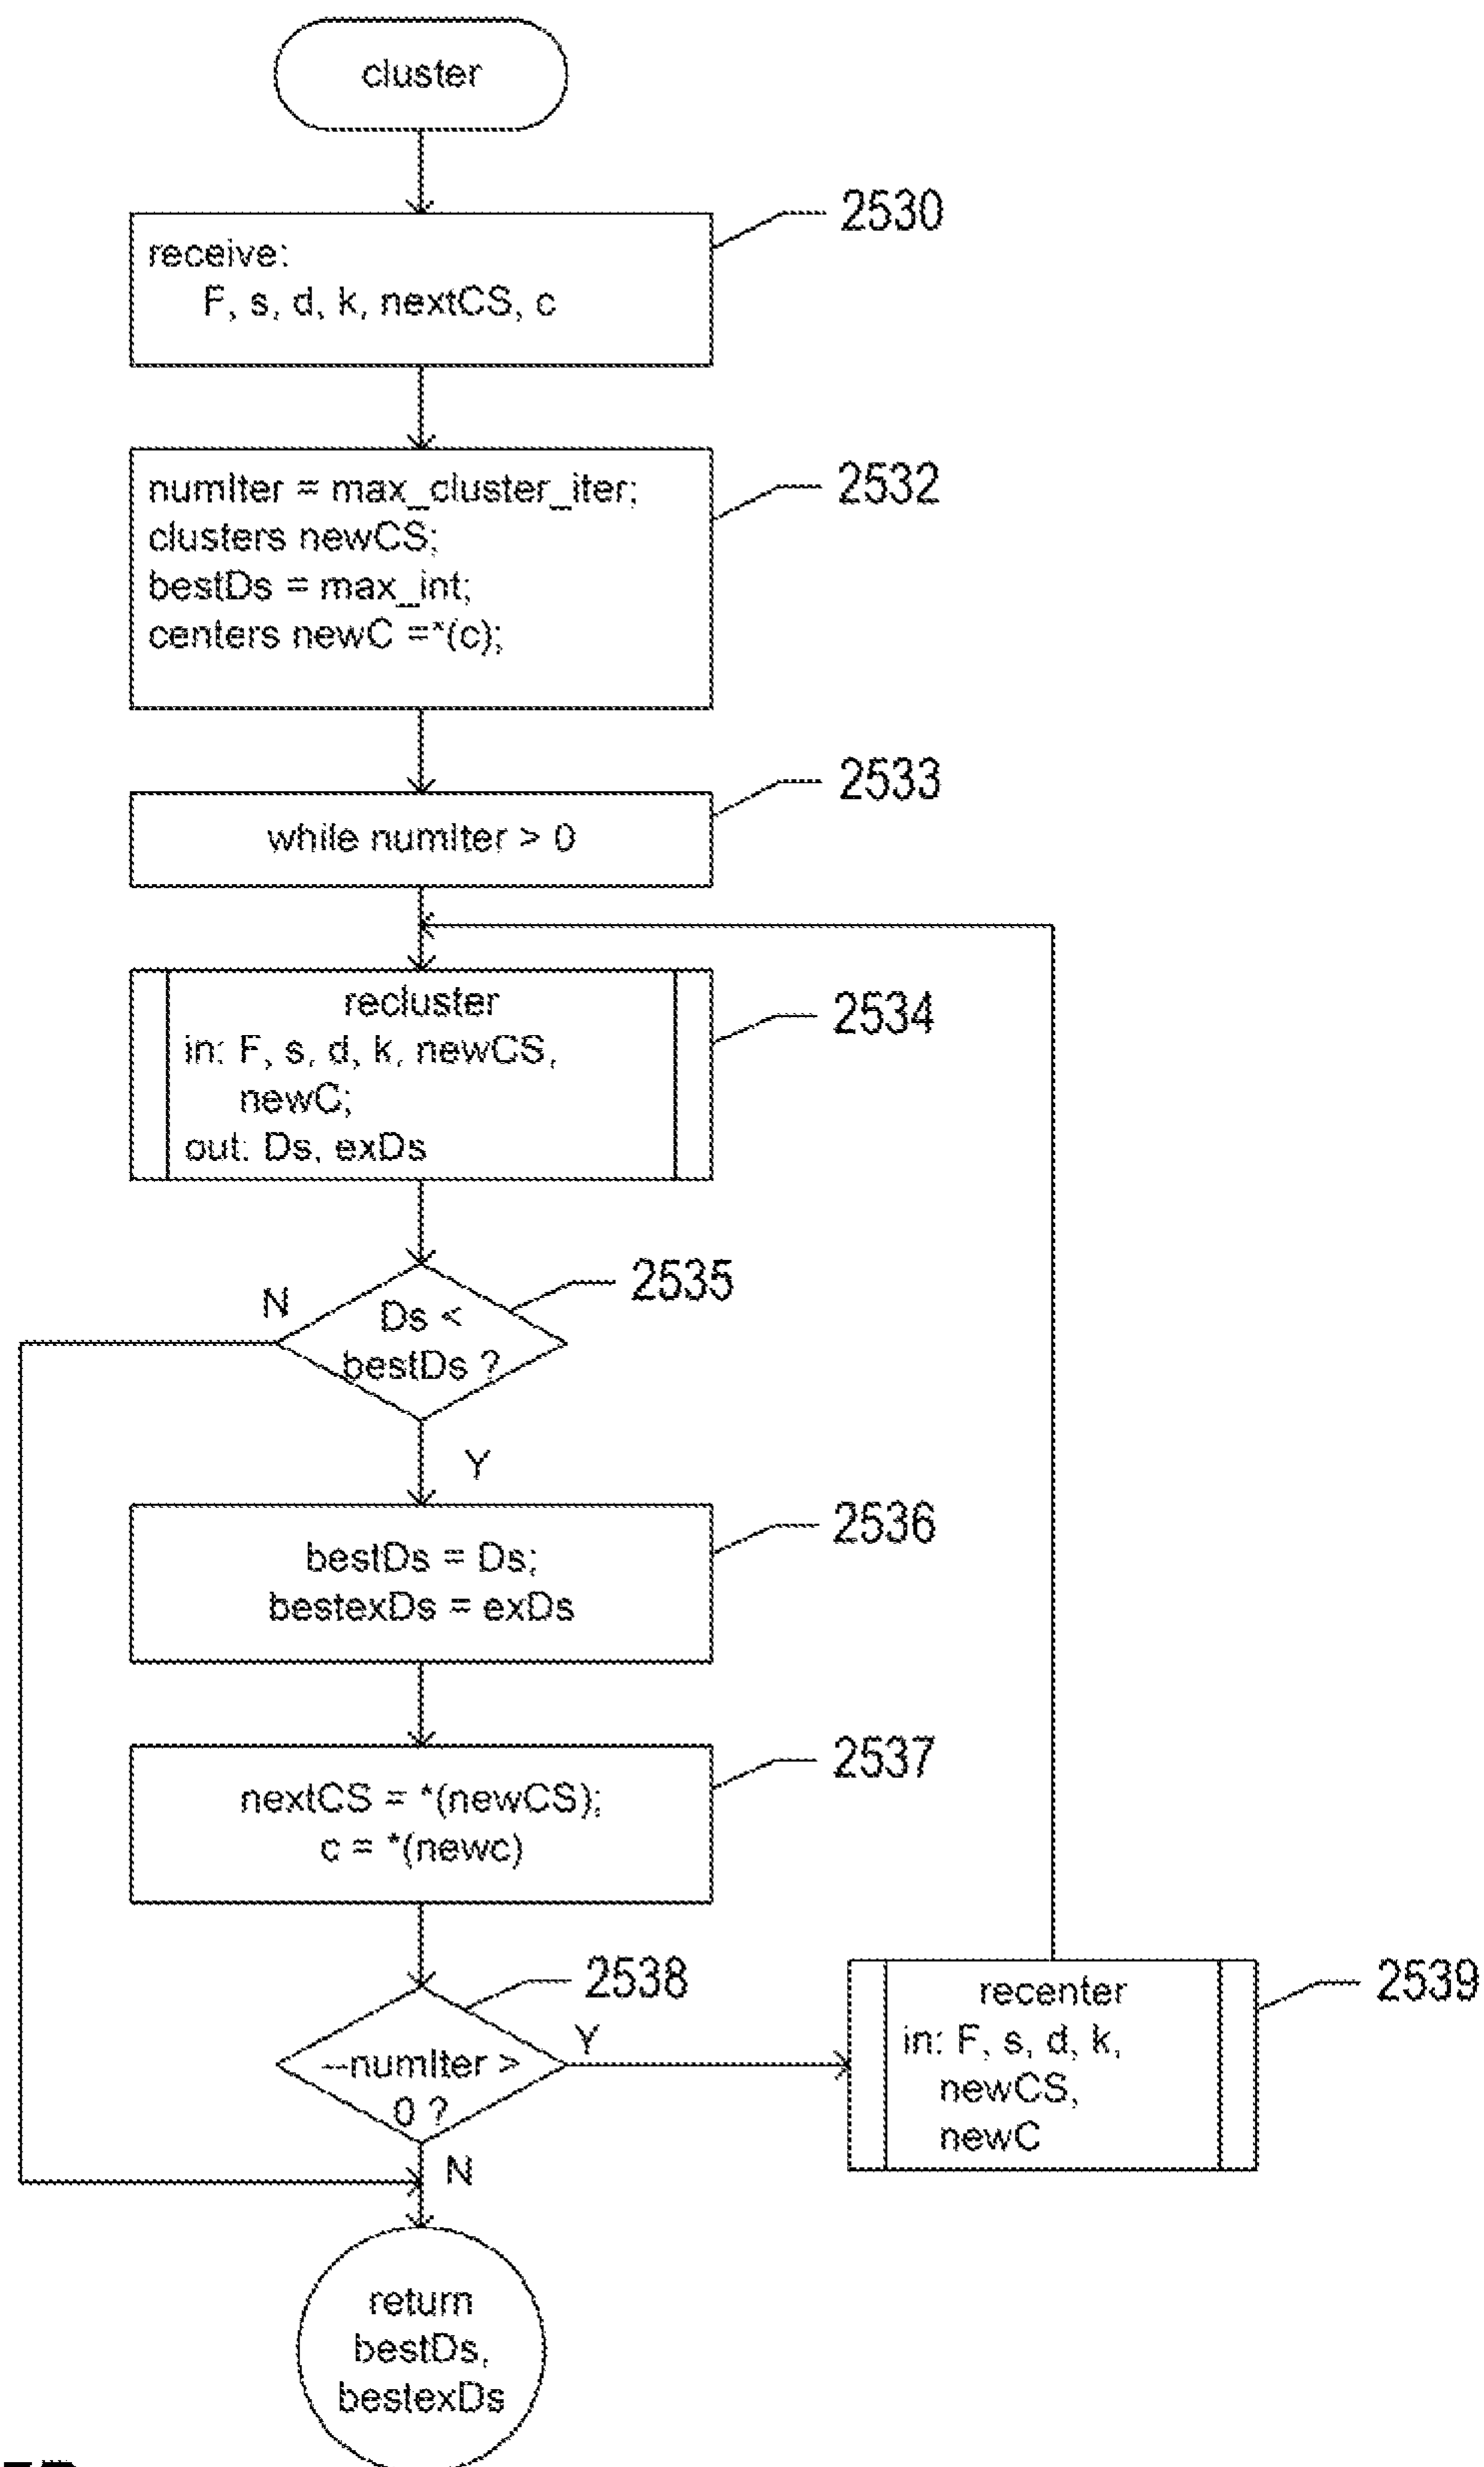 cluster
2530
receive:
F, s, d, k, nextCS, c
2532
numIter = max_cluster_iter;
clusters newCS;
bestDs = max_int;
centers newC =*(c);
2533
while numIter > 0
2534
recluster
in: F, s, d, k, newCS,
newC;
out: Ds, exDs
2535
N
Ds <
bestDs ?
Y
2536
bestDs = Ds;
bestexDs = exDs
2537
nextCS = *(newCS);
c = *(newc)
2538
--numIter >
0 ?
Y
N
2539
recenter
in: F, s, d, k,
newCS,
newC
return
bestDs,
bestexDs